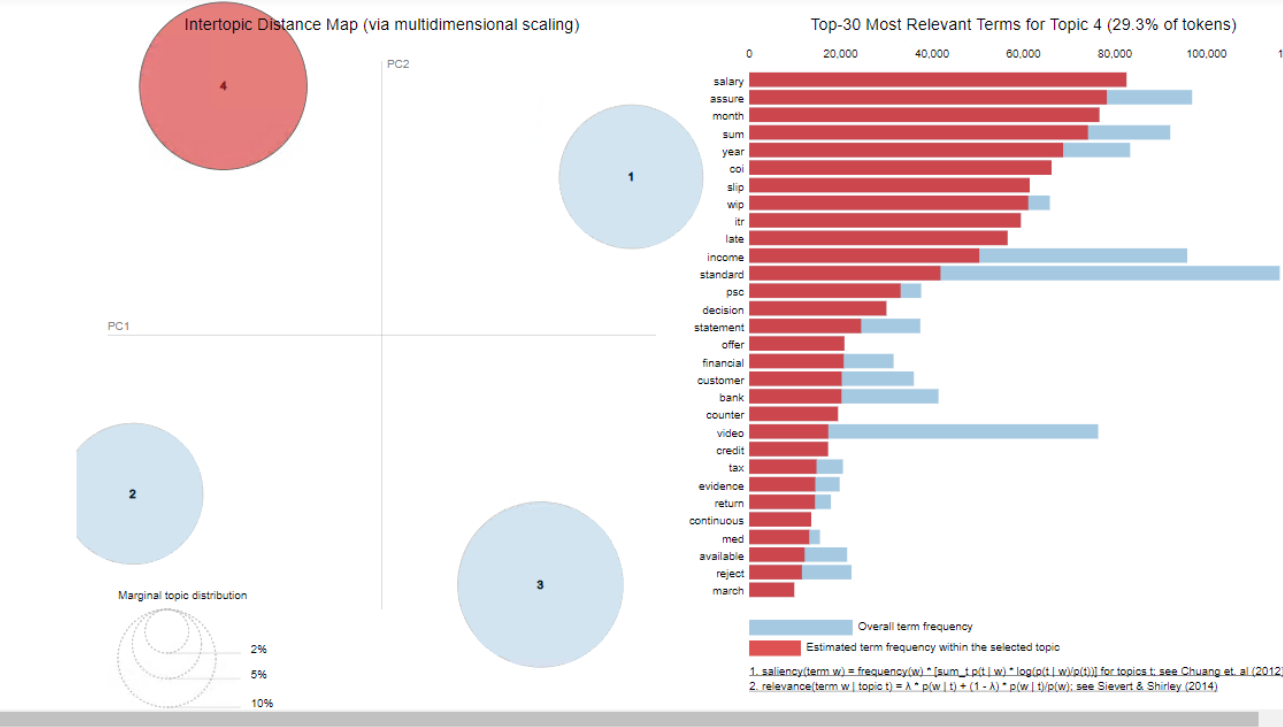 Intertopic Distance Map (via multidimensional scaling)
PC2
4
1
PC1
2
3
Marginal topic distribution
2%
5%
10%
Top-30 Most Relevant Terms for Topic 4 (29.3% of tokens)
0 20,000 40,000 60,000 80,000 100,000 1
salary
assure
month
sum
year
coi
slip
wip
itr
late
income
standard
psc
decision
statement
offer
financial
customer
bank
counter
video
credit
tax
evidence
return
continuous
med
available
reject
march
Overall term frequency
Estimated term frequency within the selected topic
1. saliency(term w) = frequency(w) * [sum_t p(t | w) * log(p(t | w)/p(t))] for topics t; see Chuang et. al (2012
2. relevance(term w | topic t) = λ * p(w | t) + (1 - λ) * p(w | t)/p(w); see Sievert & Shirley (2014)